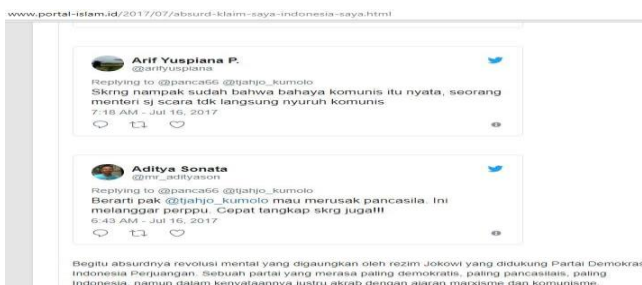 www.portal-islam.id/2017/07/absurd-klaim-saya-indonesia-saya.html
Arif Yuspiana P.
@arifyuspiana
Replying to @panca66 @tjahjo_kumolo
Skrng nampak sudah bahwa bahaya komunis itu nyata, seorang
menteri sj scara tdk langsung nyuruh komunis
7:18 AM - Jul 16, 2017
Aditya Sonata
@mr_adityason
Replying to @panca66 @tjahjo_kumolo
Berarti pak @tjahjo_kumolo mau merusak pancasila. Ini
melanggar perppu. Cepat tangkap skrg juga!!!
6:43 AM - Jul 16, 2017
Begitu absurdnya revolusi mental yang digaungkan oleh rezim Jokowi yang didukung Partai Demokras
Indonesia Perjuangan. Sebuah partai yang merasa paling demokratis, paling pancasilais, paling
Indonesia, namun dalam kenyataannya justru akrab dengan ajaran marxisme dan komunisme.